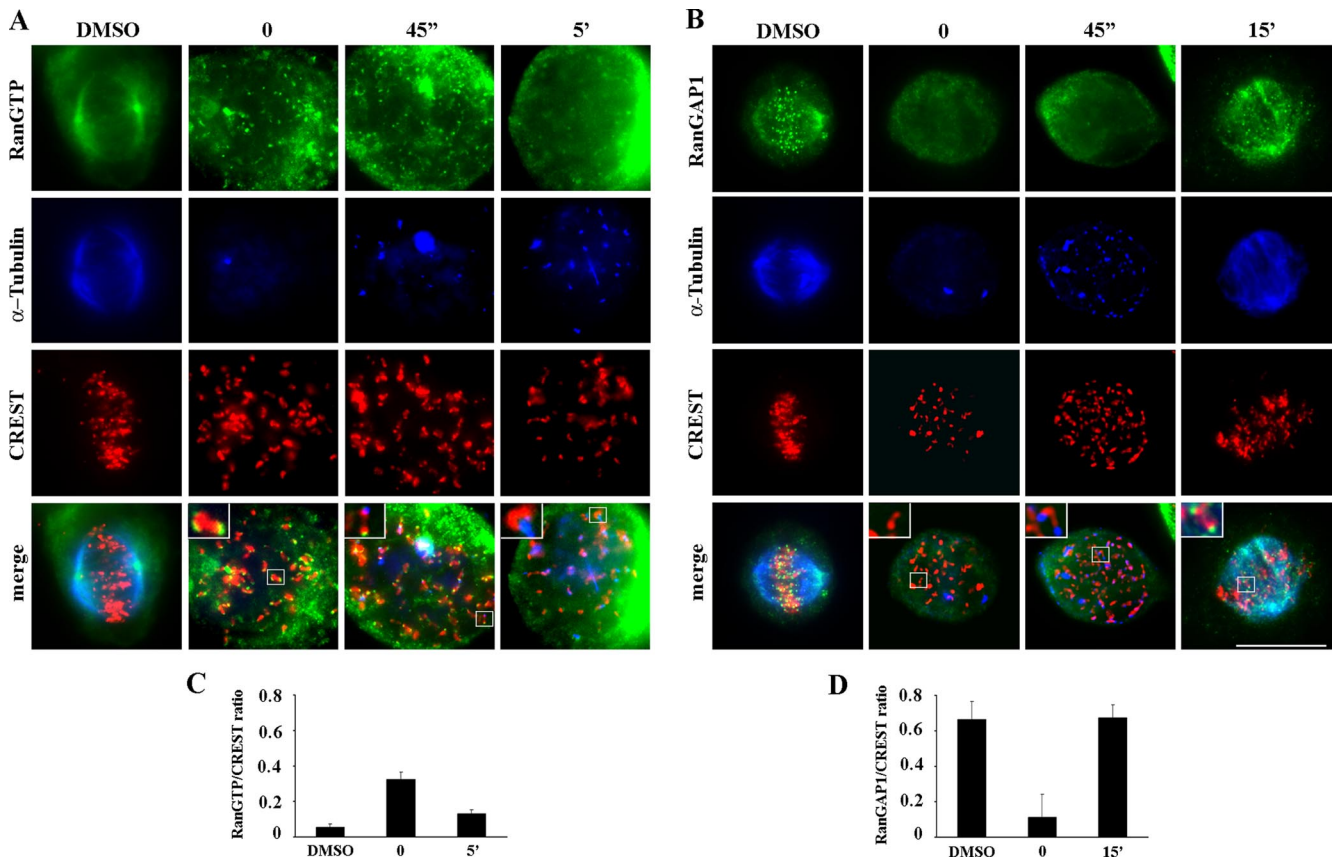 A
DMSO 0 45” 5’
RanGTP
α–Tubulin
CREST
merge
B
DMSO 0 45” 15’
RanGAP1
α-Tubulin
CREST
merge
C
RanGTP/CREST ratio
0.8
0.6
0.4
0.2
0
DMSO 0 5’
D
RanGAP1/CREST ratio
0.8
0.6
0.4
0.2
0
DMSO 0 15’